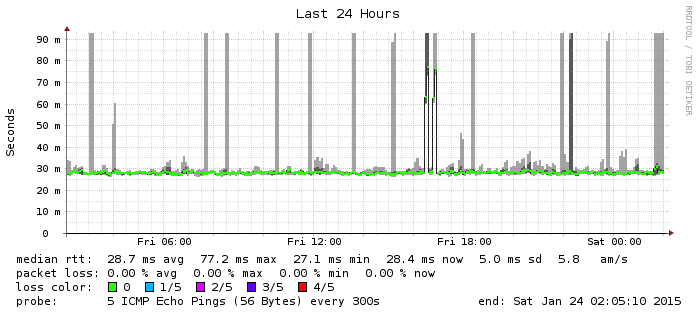 Last 24 Hours
RRDTOOL / TOBI OETIKER
Seconds
90 m
80 m
70 m
60 m
50 m
40 m
30 m
20 m
10 m
0
Fri 06:00 Fri 12:00 Fri 18:00 Sat 00:00
median rtt: 28.7 ms avg 77.2 ms max 27.1 ms min 28.4 ms now 5.0 ms sd 5.8 am/s
packet loss: 0.00 % avg 0.00 % max 0.00 % min 0.00 % now
loss color: 0 1/5 2/5 3/5 4/5
probe: 5 ICMP Echo Pings (56 Bytes) every 300s end: Sat Jan 24 02:05:10 2015